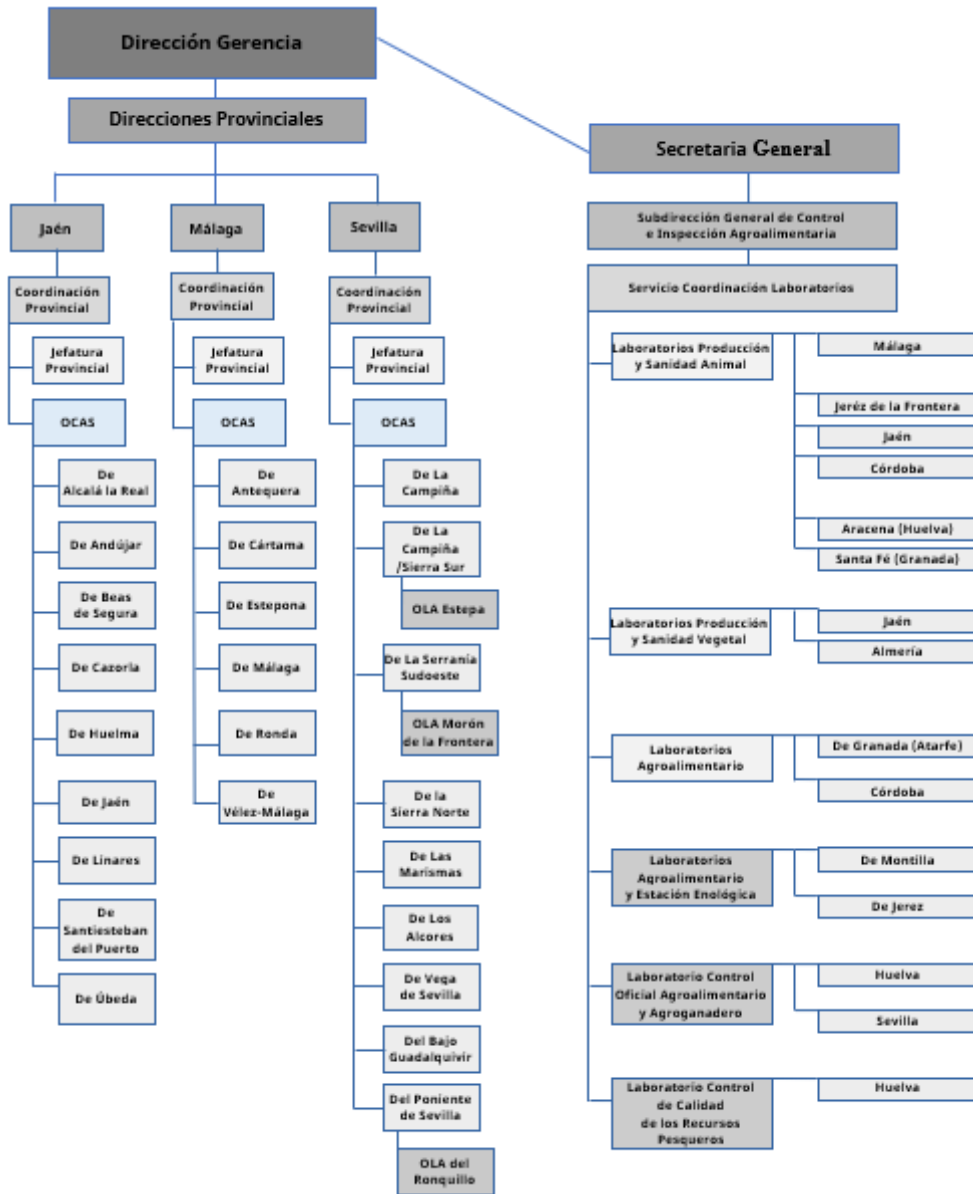 Dirección Gerencia
Direcciones Provinciales
Jaén
Coordinación
Provincial
Jefatura
Provincial
OCAS
De
Alcalá la Real
De Andújar
De Beas
de Segura
De Cazorla
De Huelma
De Jaén
De Linares
De
Santiesteban
del Puerto
De Úbeda
Málaga
Coordinación
Provincial
Jefatura
Provincial
OCAS
De
Antequera
De Cártama
De Estepona
De Málaga
De Ronda
De
Vélez-Málaga
Sevilla
Coordinación
Provincial
Jefatura
Provincial
OCAS
De La
Campiña
De La
Campiña
/Sierra Sur
OLA Estepa
De La Serranía
Sudoeste
OLA Morón
de la Frontera
De la
Sierra Norte
De Las
Marismas
De Los
Alcores
De Vega
de Sevilla
Del Bajo
Guadalquivir
Del Poniente
de Sevilla
OLA del
Ronquillo
Secretaria General
Subdirección General de Control
e Inspección Agroalimentaria
Servicio Coordinación Laboratorios
Laboratorios Producción
y Sanidad Animal
Málaga
Jeréz de la Frontera
Jaén
Córdoba
Aracena (Huelva)
Santa Fé (Granada)
Laboratorios Producción
y Sanidad Vegetal
Jaén
Almería
Laboratorios
Agroalimentario
De Granada (Atarfe)
Córdoba
Laboratorios
Agroalimentario
y Estación Enológica
De Montilla
De Jerez
Laboratorio Control
Oficial Agroalimentario
y Agroganadero
Huelva
Sevilla
Laboratorio Control
de Calidad
de los Recursos
Pesqueros
Huelva